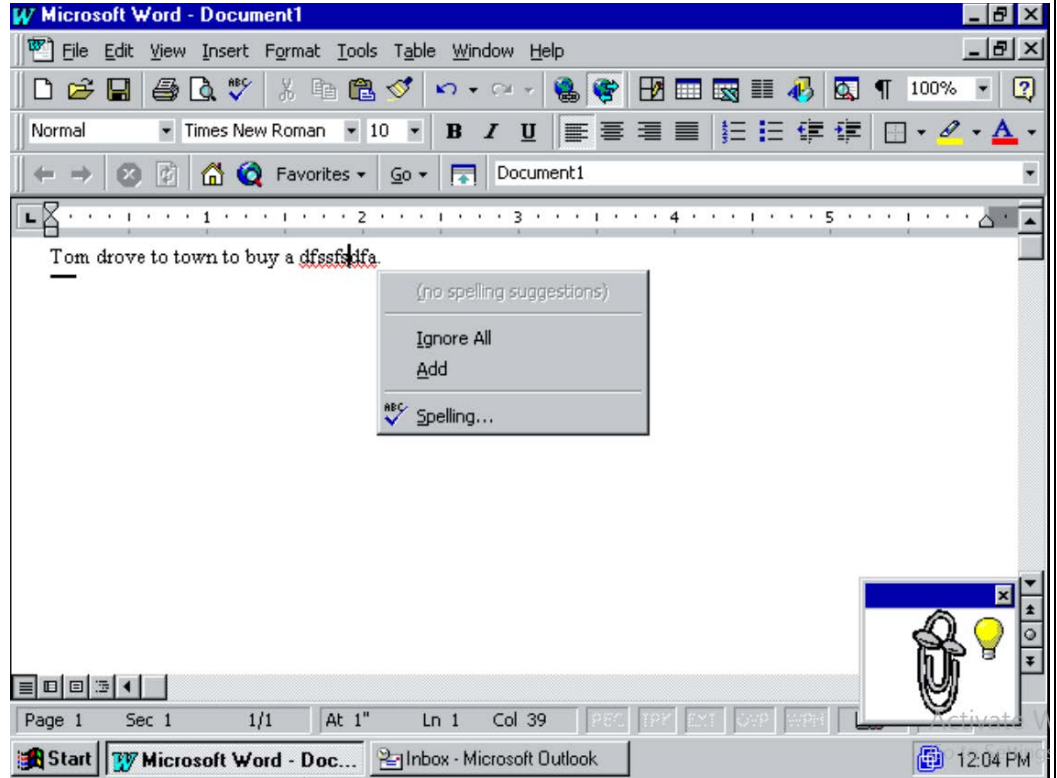 Microsoft Word - Document1
File Edit View Insert Format Tools Table Window Help
ABC 100%
Normal Times New Roman 10 B I U A
Favorites Go Document1
1 2 3 4 5
Tom drove to town to buy a dfssfsdfa.
(no spelling suggestions)
Ignore All
Add
ABC Spelling...
Page 1 Sec 1 1/1 At 1" Ln 1 Col 39 REC TRK EXT OVR WPH
Start Microsoft Word - Doc... Inbox - Microsoft Outlook 12:04 PM